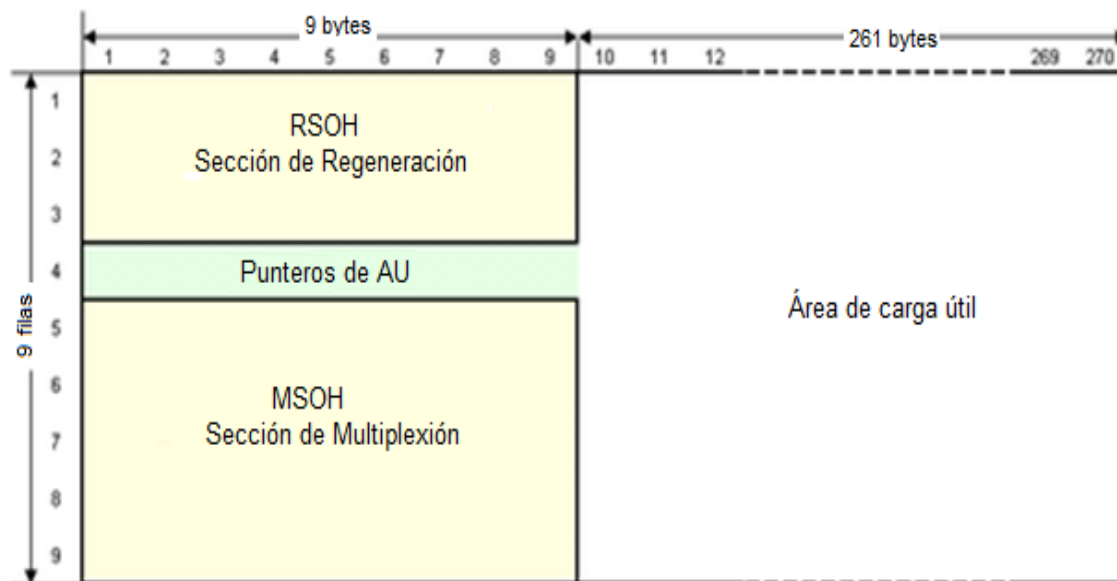 9 bytes
261 bytes
1 2 3 4 5 6 7 8 9 10 11 12 269 270
1
RSOH
2
Sección de Regeneración
3
4
Punteros de AU
9 filas
5
Área de carga útil
6
MSOH
7
Sección de Multiplexión
8
9